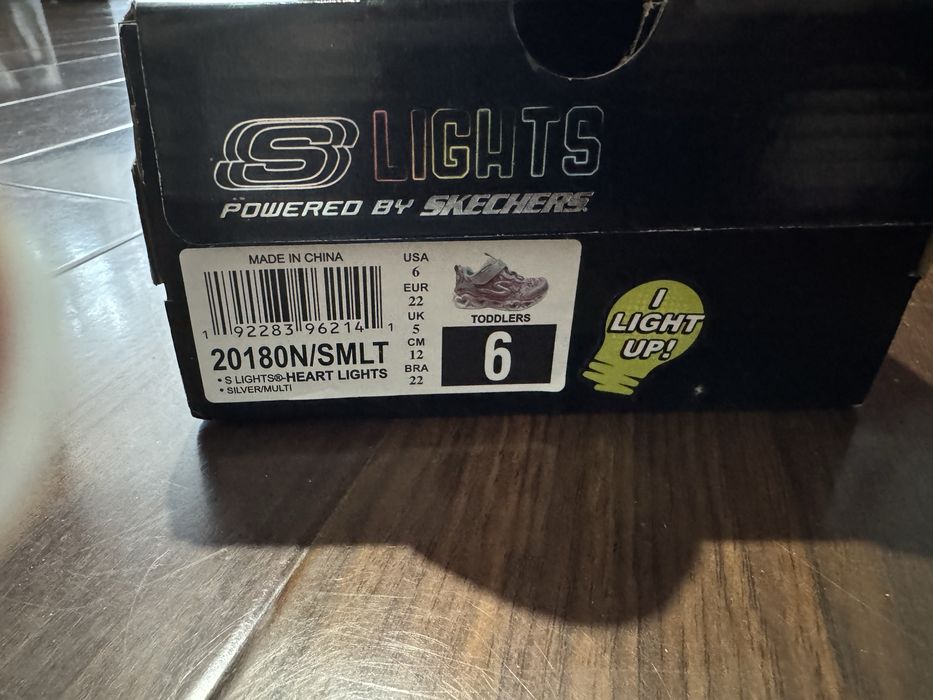 S LIGHTS
POWERED BY SKECHERS
MADE IN CHINA
1 92283 96214 1
20180N/SMLT
• S LIGHTS®-HEART LIGHTS
• SILVER/MULTI
USA
6
EUR
22
UK
5
CM
12
BRA
22
TODDLERS
6
I
LIGHT
UP!